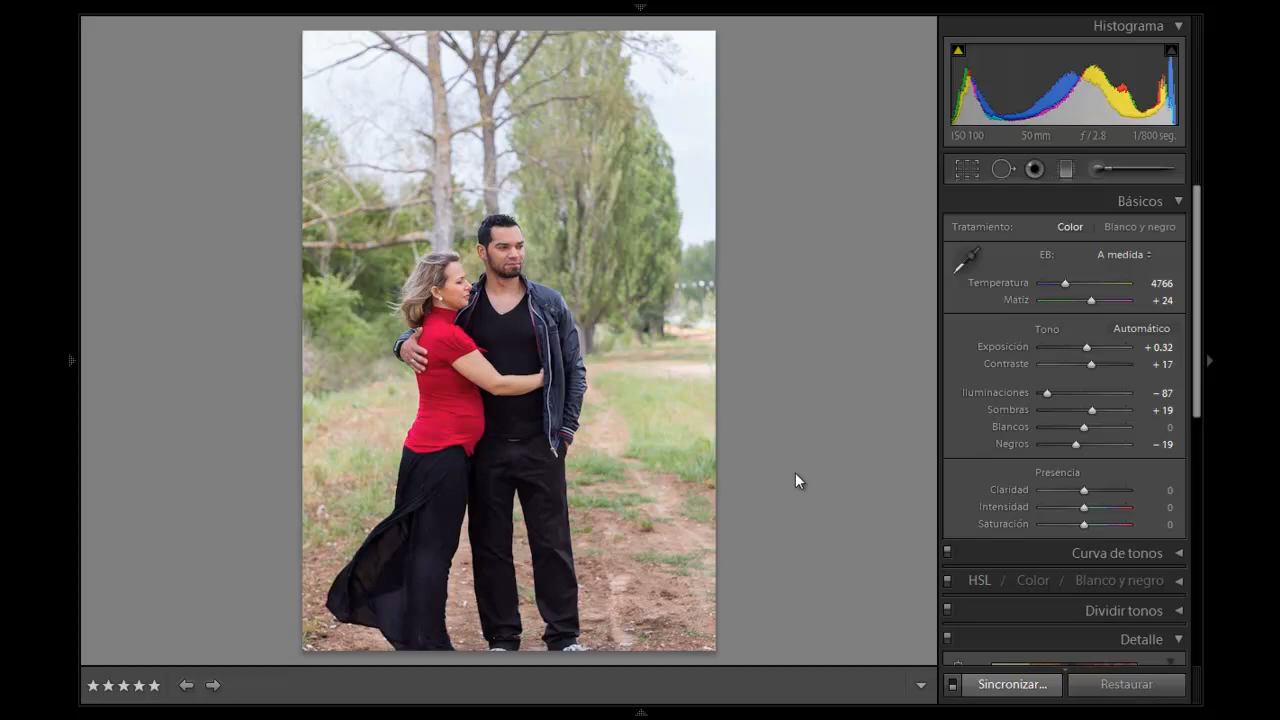 Histograma
ISO 100 50 mm ƒ / 2.8 1/800 seg.
Básicos
Tratamiento: Color Blanco y negro
EB: A medida
Temperatura 4766
Matiz + 24
Tono Automático
Exposición + 0.32
Contraste + 17
Iluminaciones − 87
Sombras + 19
Blancos 0
Negros − 19
Presencia
Claridad 0
Intensidad 0
Saturación 0
Curva de tonos
HSL / Color / Blanco y negro
Dividir tonos
Detalle
Sincronizar... Restaurar